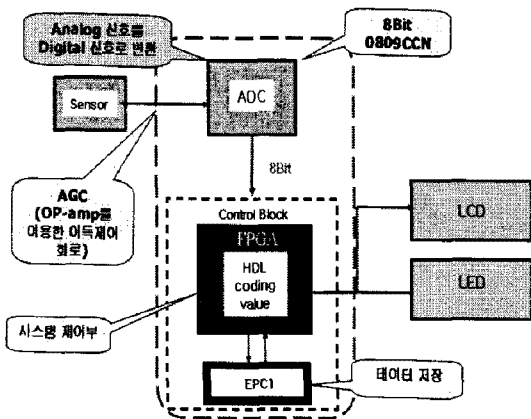 Analog 신호를
Digital 신호로 변환
8Bit
0809CCN
Sensor
ADC
8Bit
AGC
(OP-amp를
이용한 이득제어
회로)
Control Block
FPGA
HDL
coding
value
LCD
LED
시스템 제어부
EPC1
데이터 저장